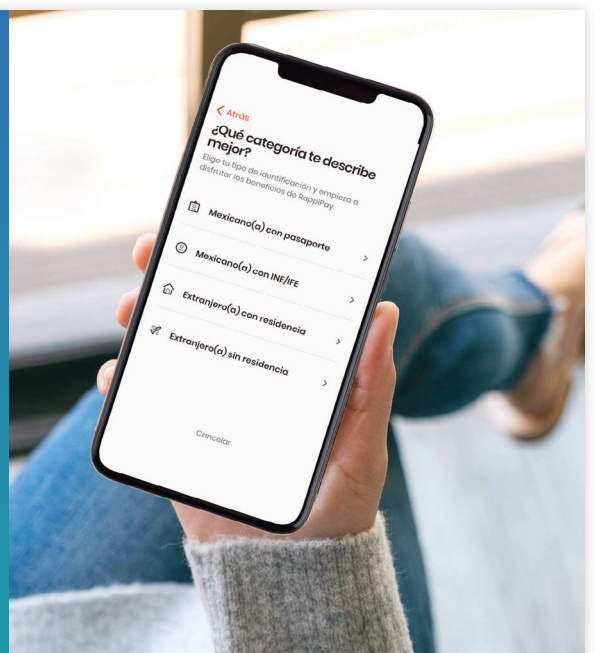 Atrás
¿Qué categoría te describe
mejor?
Elige tu tipo de identificación y empieza a
disfrutar los beneficios de RappiPay.
Mexicano(a) con pasaporte
Mexicano(a) con INE/IFE
Extranjero(a) con residencia
Extranjero(a) sin residencia
Cancelar